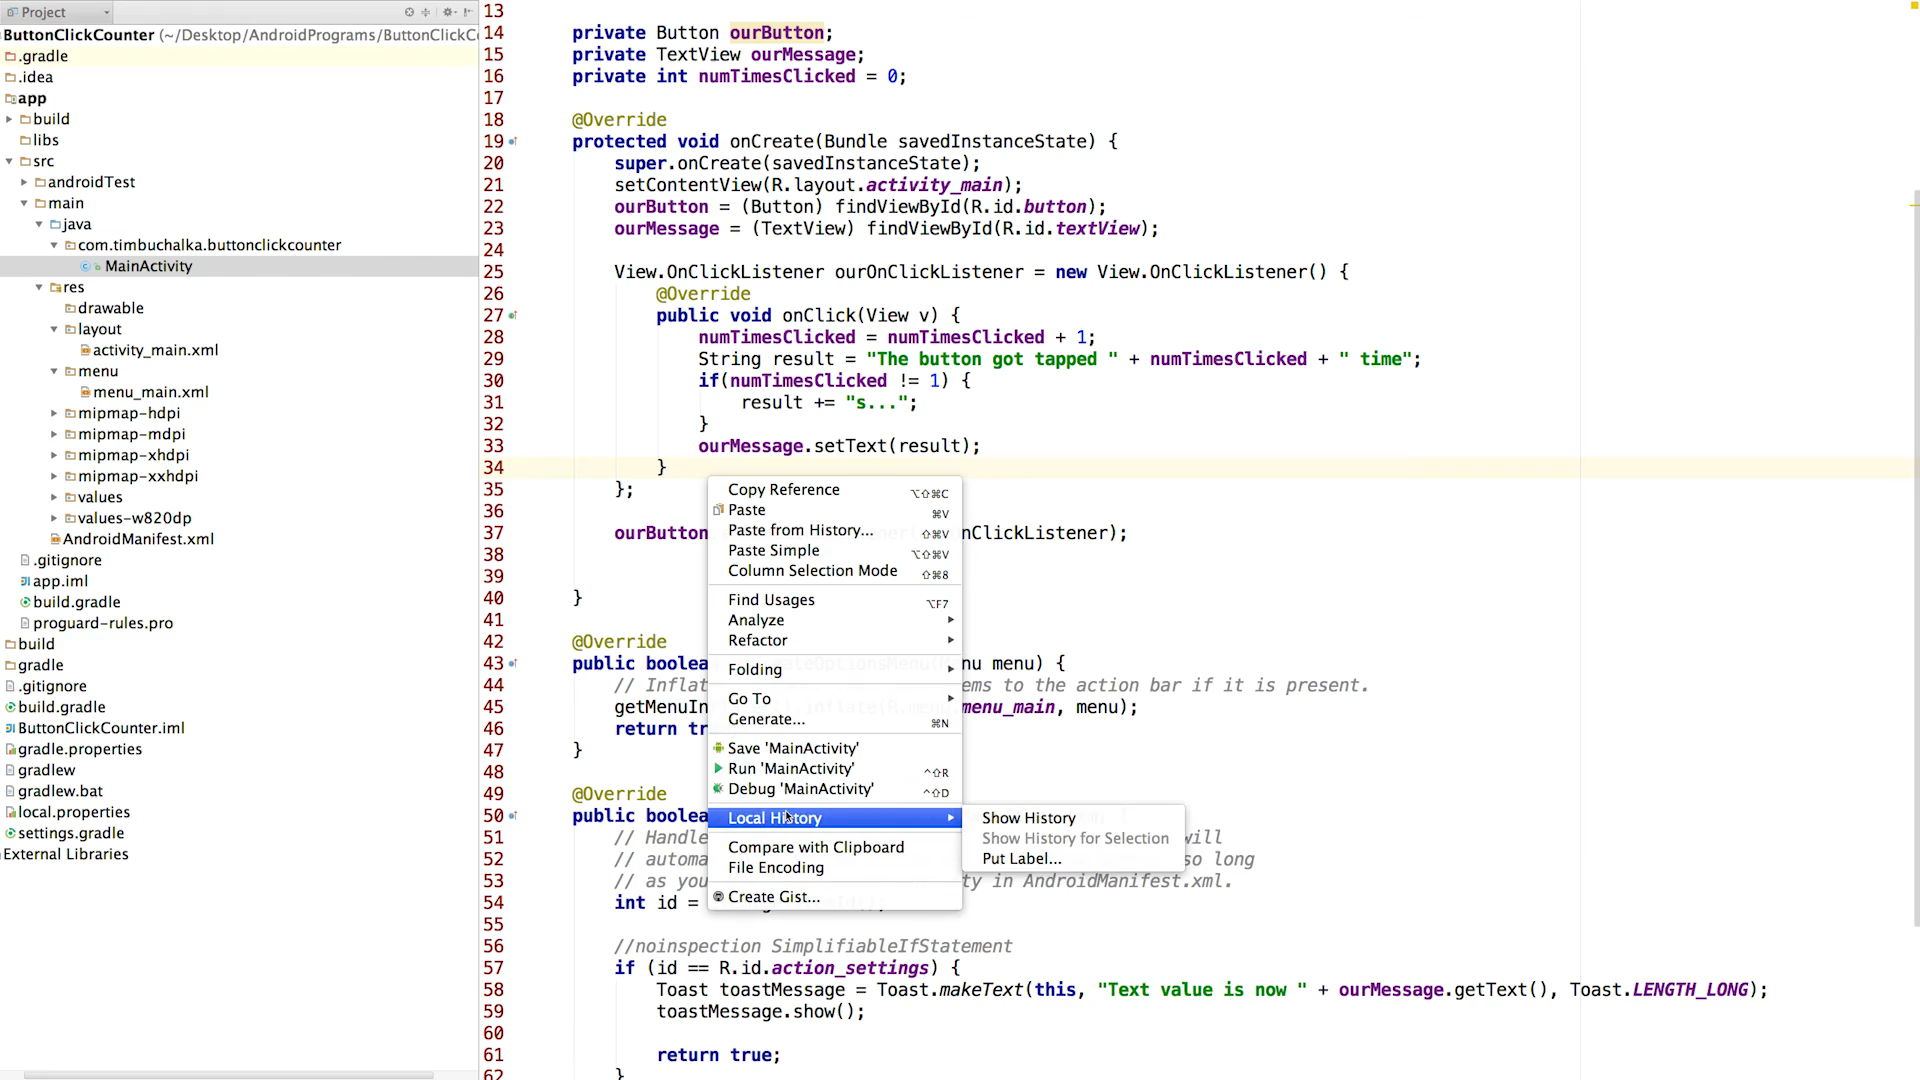 Project
ButtonClickCounter (~/Desktop/AndroidPrograms/ButtonClickC
.gradle
.idea
app
build
libs
src
androidTest
main
java
com.timbuchalka.buttonclickcounter
MainActivity
res
drawable
layout
activity_main.xml
menu
menu_main.xml
mipmap-hdpi
mipmap-mdpi
mipmap-xhdpi
mipmap-xxhdpi
values
values-w820dp
AndroidManifest.xml
.gitignore
app.iml
build.gradle
proguard-rules.pro
build
gradle
.gitignore
build.gradle
ButtonClickCounter.iml
gradle.properties
gradlew
gradlew.bat
local.properties
settings.gradle
External Libraries
13
14 private Button ourButton;
15 private TextView ourMessage;
16 private int numTimesClicked = 0;
17
18 @Override
19 protected void onCreate(Bundle savedInstanceState) {
20 super.onCreate(savedInstanceState);
21 setContentView(R.layout.activity_main);
22 ourButton = (Button) findViewById(R.id.button);
23 ourMessage = (TextView) findViewById(R.id.textView);
24
25 View.OnClickListener ourOnClickListener = new View.OnClickListener() {
26 @Override
27 public void onClick(View v) {
28 numTimesClicked = numTimesClicked + 1;
29 String result = "The button got tapped " + numTimesClicked + " time";
30 if(numTimesClicked != 1) {
31 result += "s...";
32 }
33 ourMessage.setText(result);
34 }
35 };
36
37 ourButton nClickListener);
38
39
40 }
41
42 @Override
43 public boolea nu menu) {
44 // Inflat ems to the action bar if it is present.
45 getMenuIn menu_main, menu);
46 return tr
47 }
48
49 @Override
50 public boolea
51 // Handle will
52 // automa so long
53 // as you ty in AndroidManifest.xml.
54 int id =
55
56 //noinspection SimplifiableIfStatement
57 if (id == R.id.action_settings) {
58 Toast toastMessage = Toast.makeText(this, "Text value is now " + ourMessage.getText(), Toast.LENGTH_LONG);
59 toastMessage.show();
60
61 return true;
62 }
Copy Reference ⌥⇧⌘C
Paste ⌘V
Paste from History... ⇧⌘V
Paste Simple ⌥⇧⌘V
Column Selection Mode ⇧⌘8
Find Usages ⌥F7
Analyze
Refactor
Folding
Go To
Generate... ⌘N
Save 'MainActivity'
Run 'MainActivity' ^⇧R
Debug 'MainActivity' ^⇧D
Local History
Compare with Clipboard
File Encoding
Create Gist...
Show History
Show History for Selection
Put Label...